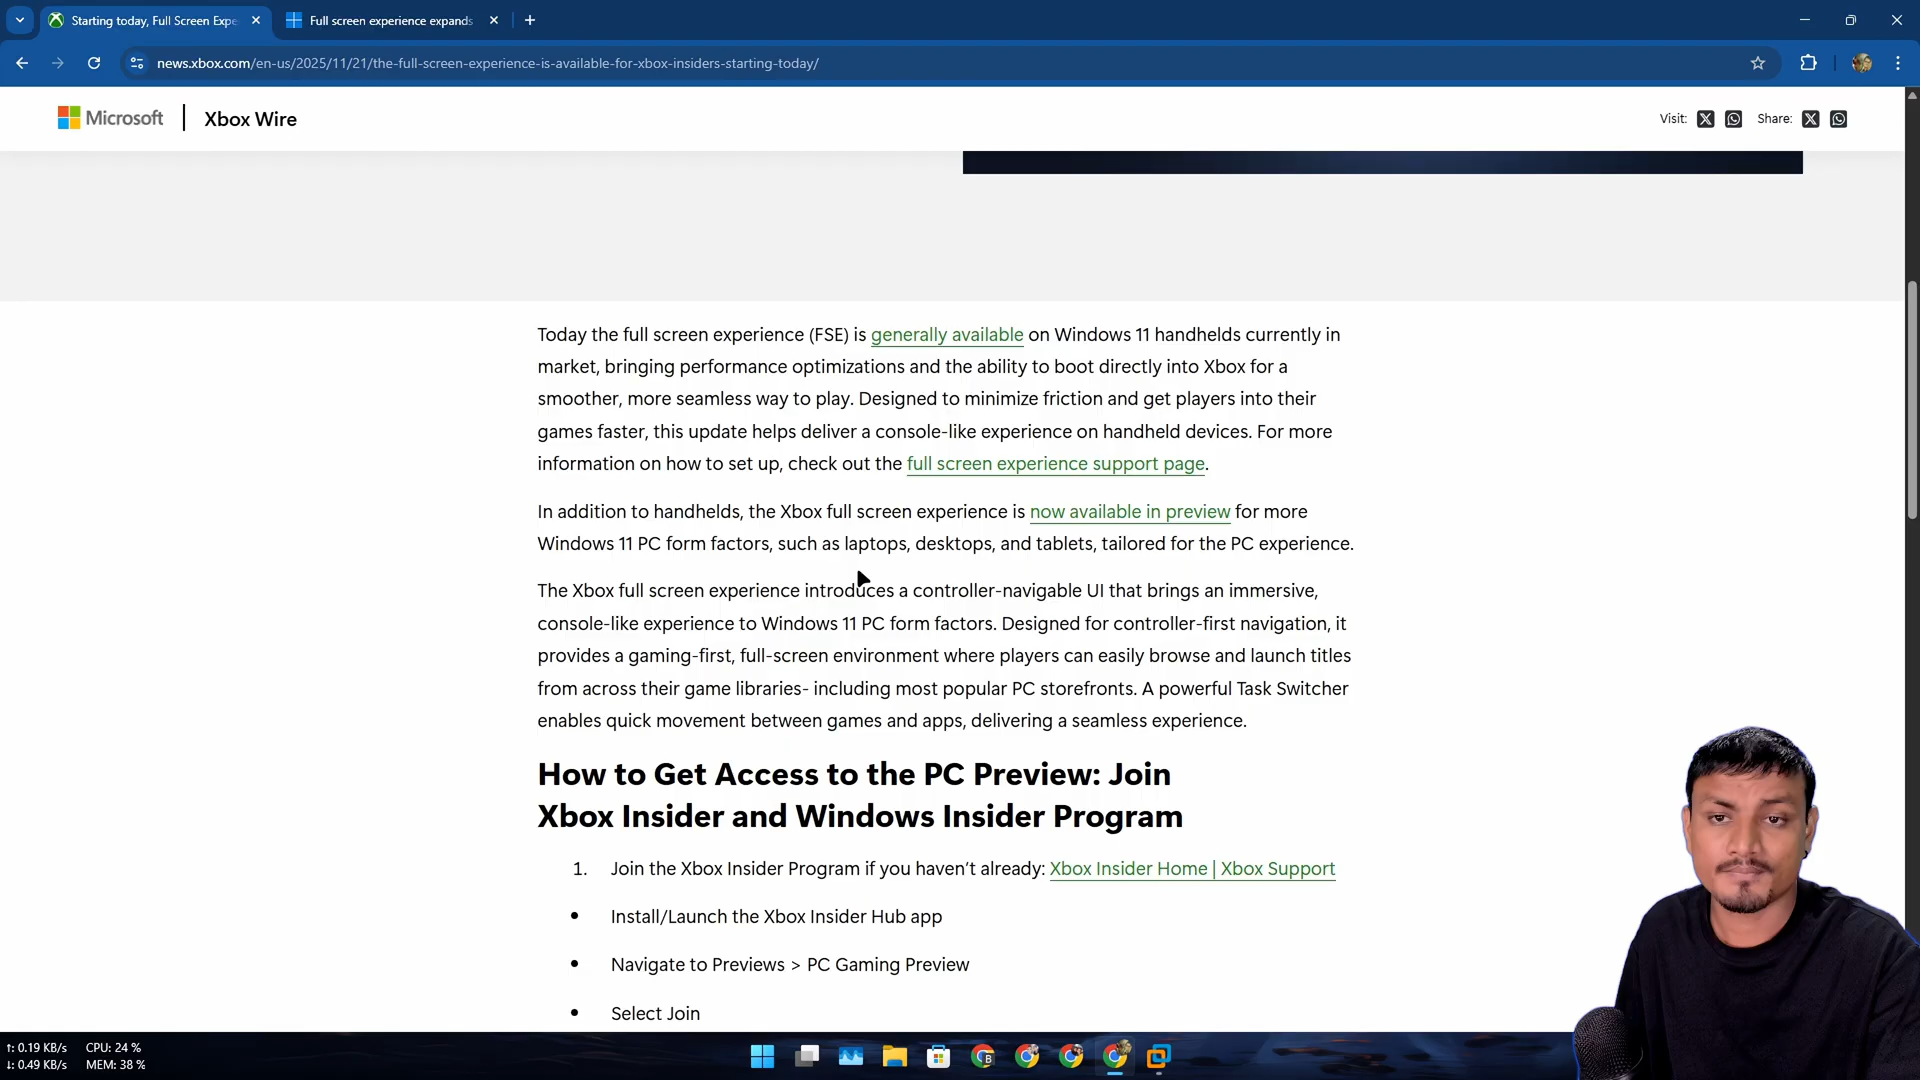 Starting today, Full Screen Expe
Full screen experience expands
news.xbox.com/en-us/2025/11/21/the-full-screen-experience-is-available-for-xbox-insiders-starting-today/
Microsoft | Xbox Wire
Visit: Share:
Today the full screen experience (FSE) is generally available on Windows 11 handhelds currently in
market, bringing performance optimizations and the ability to boot directly into Xbox for a
smoother, more seamless way to play. Designed to minimize friction and get players into their
games faster, this update helps deliver a console-like experience on handheld devices. For more
information on how to set up, check out the full screen experience support page.
In addition to handhelds, the Xbox full screen experience is now available in preview for more
Windows 11 PC form factors, such as laptops, desktops, and tablets, tailored for the PC experience.
The Xbox full screen experience introduces a controller-navigable UI that brings an immersive,
console-like experience to Windows 11 PC form factors. Designed for controller-first navigation, it
provides a gaming-first, full-screen environment where players can easily browse and launch titles
from across their game libraries- including most popular PC storefronts. A powerful Task Switcher
enables quick movement between games and apps, delivering a seamless experience.
How to Get Access to the PC Preview: Join
Xbox Insider and Windows Insider Program
1. Join the Xbox Insider Program if you haven't already: Xbox Insider Home | Xbox Support
• Install/Launch the Xbox Insider Hub app
• Navigate to Previews > PC Gaming Preview
• Select Join
↑: 0.19 KB/s CPU: 24 %
↓: 0.49 KB/s MEM: 38 %